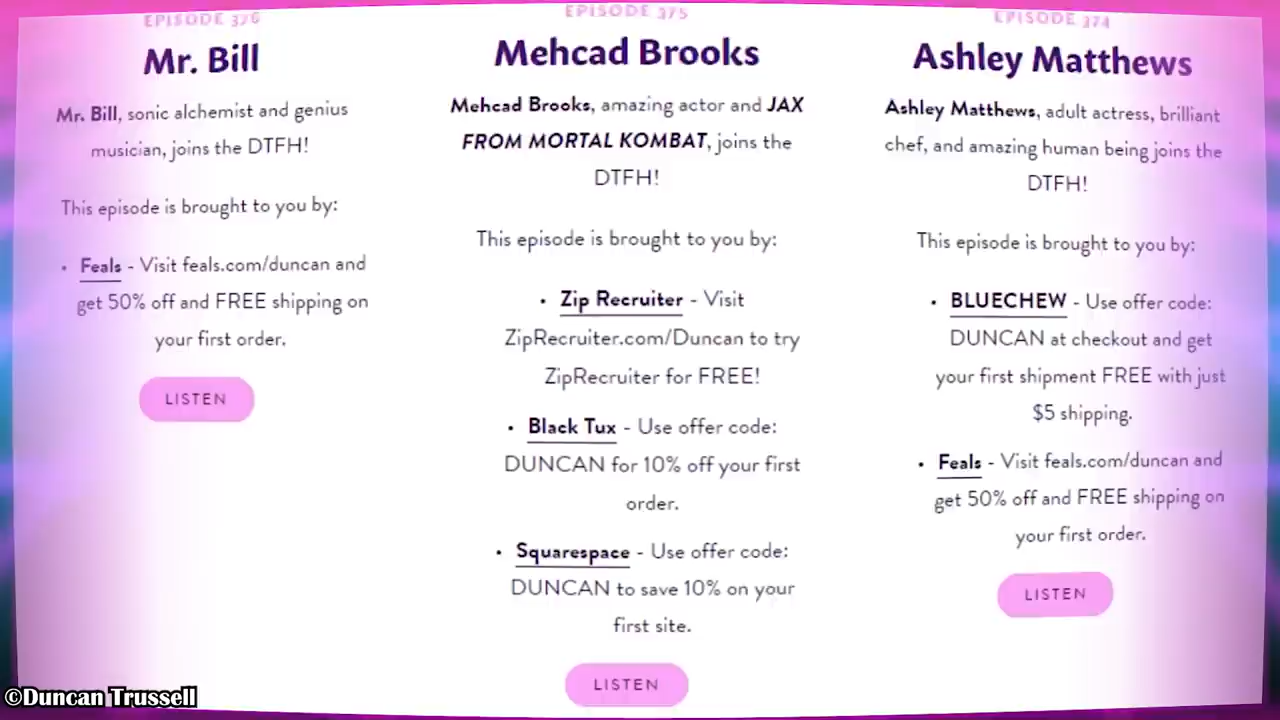 EPISODE 376
Mr. Bill
Mr. Bill, sonic alchemist and genius
musician, joins the DTFH!
This episode is brought to you by:
• Feals - Visit feals.com/duncan and
get 50% off and FREE shipping on
your first order.
LISTEN
EPISODE 375
Mehcad Brooks
Mehcad Brooks, amazing actor and JAX
FROM MORTAL KOMBAT, joins the
DTFH!
This episode is brought to you by:
• Zip Recruiter - Visit
ZipRecruiter.com/Duncan to try
ZipRecruiter for FREE!
• Black Tux - Use offer code:
DUNCAN for 10% off your first
order.
• Squarespace - Use offer code:
DUNCAN to save 10% on your
first site.
LISTEN
EPISODE 374
Ashley Matthews
Ashley Matthews, adult actress, brilliant
chef, and amazing human being joins the
DTFH!
This episode is brought to you by:
• BLUECHEW - Use offer code:
DUNCAN at checkout and get
your first shipment FREE with just
$5 shipping.
• Feals - Visit feals.com/duncan and
get 50% off and FREE shipping on
your first order.
LISTEN
©Duncan Trussell